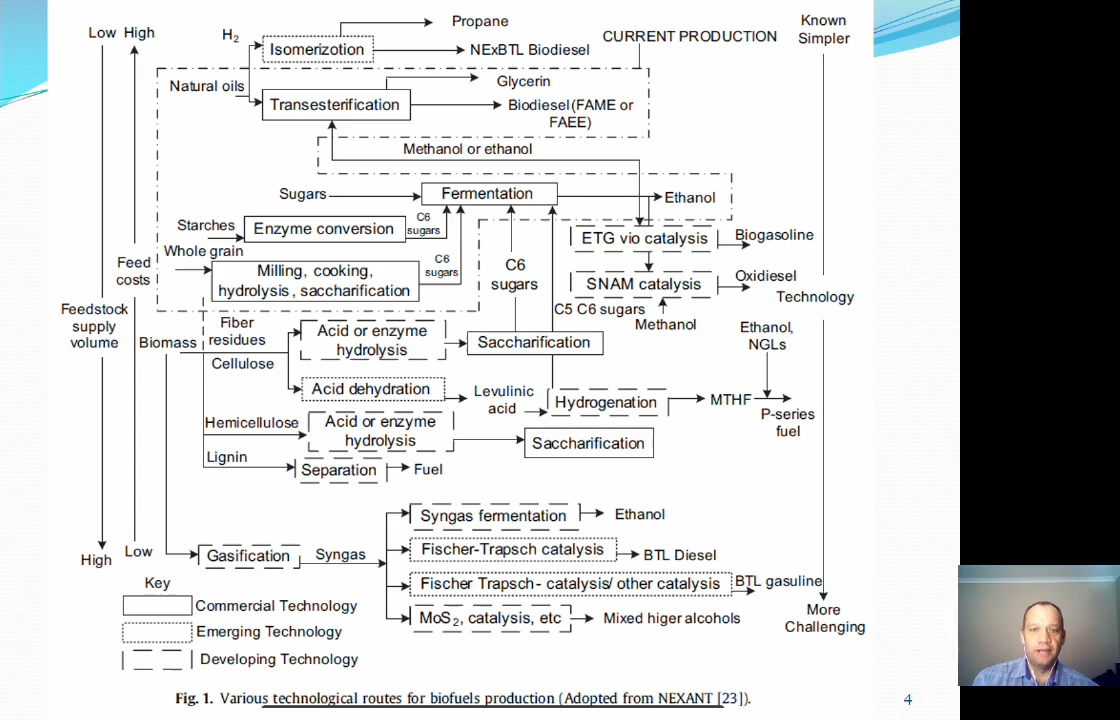 Low High
H2
Isomerizotion
Propane
NExBTL Biodiesel
CURRENT PRODUCTION
Known
Simpler
Natural oils
Transesterification
Glycerin
Biodiesel (FAME or
FAEE)
Methanol or ethanol
Sugars
Fermentation
Ethanol
Starches
Enzyme conversion
C6
sugars
Whole grain
Milling, cooking,
hydrolysis, saccharification
C6
sugars
C6
sugars
ETG vio catalysis
Biogasoline
SNAM catalysis
Oxidiesel
C5 C6 sugars
Methanol
Technology
Feed
costs
Feedstock
supply
volume
Biomass
Fiber
residues
Cellulose
Acid or enzyme
hydrolysis
Saccharification
Ethanol,
NGLs
Acid dehydration
Levulinic
acid
Hydrogenation
MTHF
P-series
fuel
Hemicellulose
Acid or enzyme
hydrolysis
Saccharification
Lignin
Separation
Fuel
Syngas fermentation
Ethanol
High
Low
Gasification
Syngas
Fischer-Trapsch catalysis
BTL Diesel
Fischer Trapsch- catalysis/ other catalysis
BTL gasuline
MoS2, catalysis, etc
Mixed higer alcohols
More
Challenging
Key
Commercial Technology
Emerging Technology
Developing Technology
Fig. 1. Various technological routes for biofuels production (Adopted from NEXANT [23]).
4